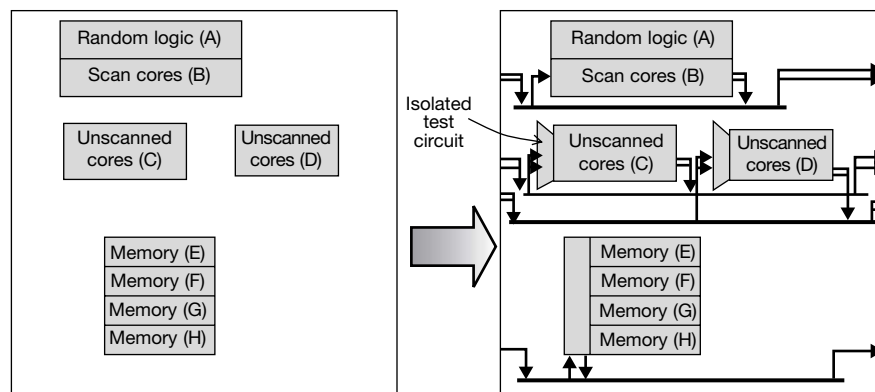 Random logic (A)
Scan cores (B)
Unscanned
cores (C)
Unscanned
cores (D)
Memory (E)
Memory (F)
Memory (G)
Memory (H)
Random logic (A)
Scan cores (B)
Isolated
test
circuit
Unscanned
cores (C)
Unscanned
cores (D)
Memory (E)
Memory (F)
Memory (G)
Memory (H)